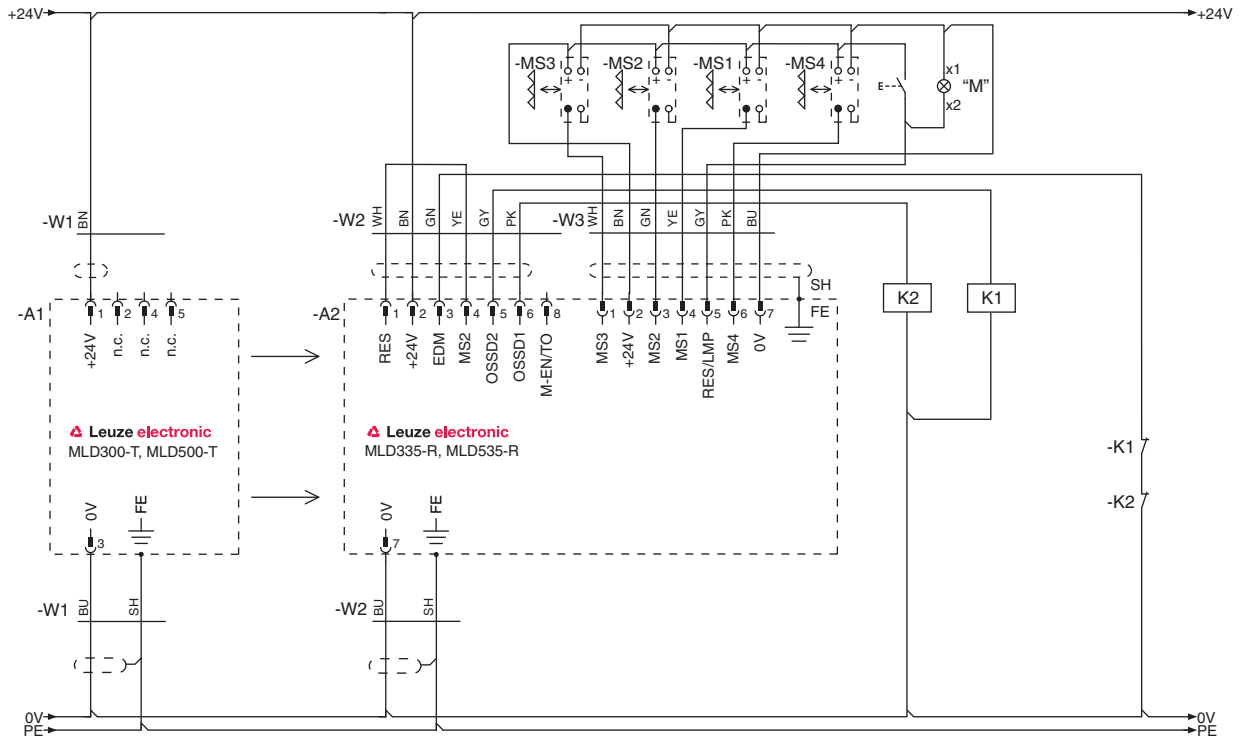 +24V
+24V
-MS3
-MS2
-MS1
-MS4
+ -
+ -
+ -
+ -
E
x1
"M"
x2
-W1
BN
-W2
WH
BN
GN
YE
GY
PK
-W3
WH
BN
GN
YE
GY
PK
BU
SH
FE
-A1
1
2
4
5
+24V
n.c.
n.c.
n.c.
-A2
1
2
3
4
5
6
8
RES
+24V
EDM
MS2
OSSD2
OSSD1
M-EN/TO
1
2
3
4
5
6
7
MS3
+24V
MS2
MS1
RES/LMP
MS4
0V
K2
K1
Leuze electronic
MLD300-T, MLD500-T
Leuze electronic
MLD335-R, MLD535-R
-K1
-K2
0V
FE
3
0V
FE
7
-W1
BU
SH
-W2
BU
SH
0V
0V
PE
PE